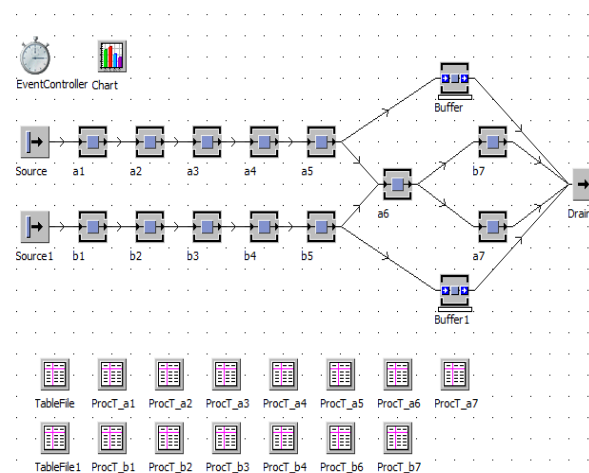 EventController Chart
Buffer
Source a1 a2 a3 a4 a5 b7
a6 Drain
Source1 b1 b2 b3 b4 b5 a7
Buffer1
TableFile ProcT_a1 ProcT_a2 ProcT_a3 ProcT_a4 ProcT_a5 ProcT_a6 ProcT_a7
TableFile1 ProcT_b1 ProcT_b2 ProcT_b3 ProcT_b4 ProcT_b6 ProcT_b7